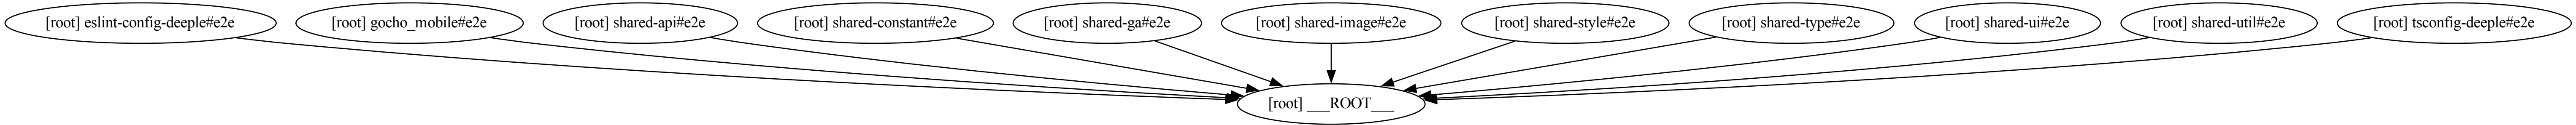 [root] eslint-config-deeple#e2e
[root] gocho_mobile#e2e
[root] shared-api#e2e
[root] shared-constant#e2e
[root] shared-ga#e2e
[root] shared-image#e2e
[root] shared-style#e2e
[root] shared-type#e2e
[root] shared-ui#e2e
[root] shared-util#e2e
[root] tsconfig-deeple#e2e
[root] ___ROOT___